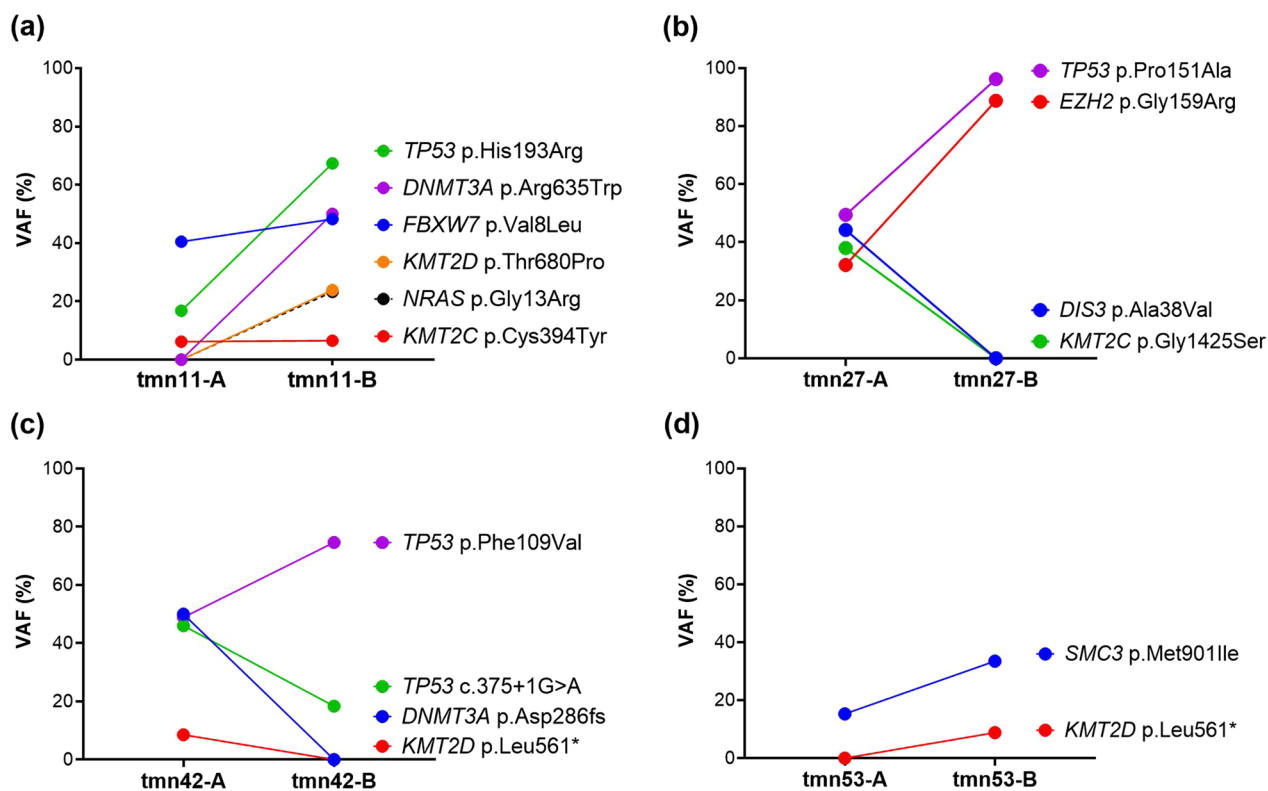 (a)
100
80
60
40
20
0
VAF (%)
tmn11-A
tmn11-B
TP53 p.His193Arg
DNMT3A p.Arg635Trp
FBXW7 p.Val8Leu
KMT2D p.Thr680Pro
NRAS p.Gly13Arg
KMT2C p.Cys394Tyr
(b)
100
80
60
40
20
0
VAF (%)
tmn27-A
tmn27-B
TP53 p.Pro151Ala
EZH2 p.Gly159Arg
DIS3 p.Ala38Val
KMT2C p.Gly1425Ser
(c)
100
80
60
40
20
0
VAF (%)
tmn42-A
tmn42-B
TP53 p.Phe109Val
TP53 c.375+1G>A
DNMT3A p.Asp286fs
KMT2D p.Leu561*
(d)
100
80
60
40
20
0
VAF (%)
tmn53-A
tmn53-B
SMC3 p.Met901Ile
KMT2D p.Leu561*